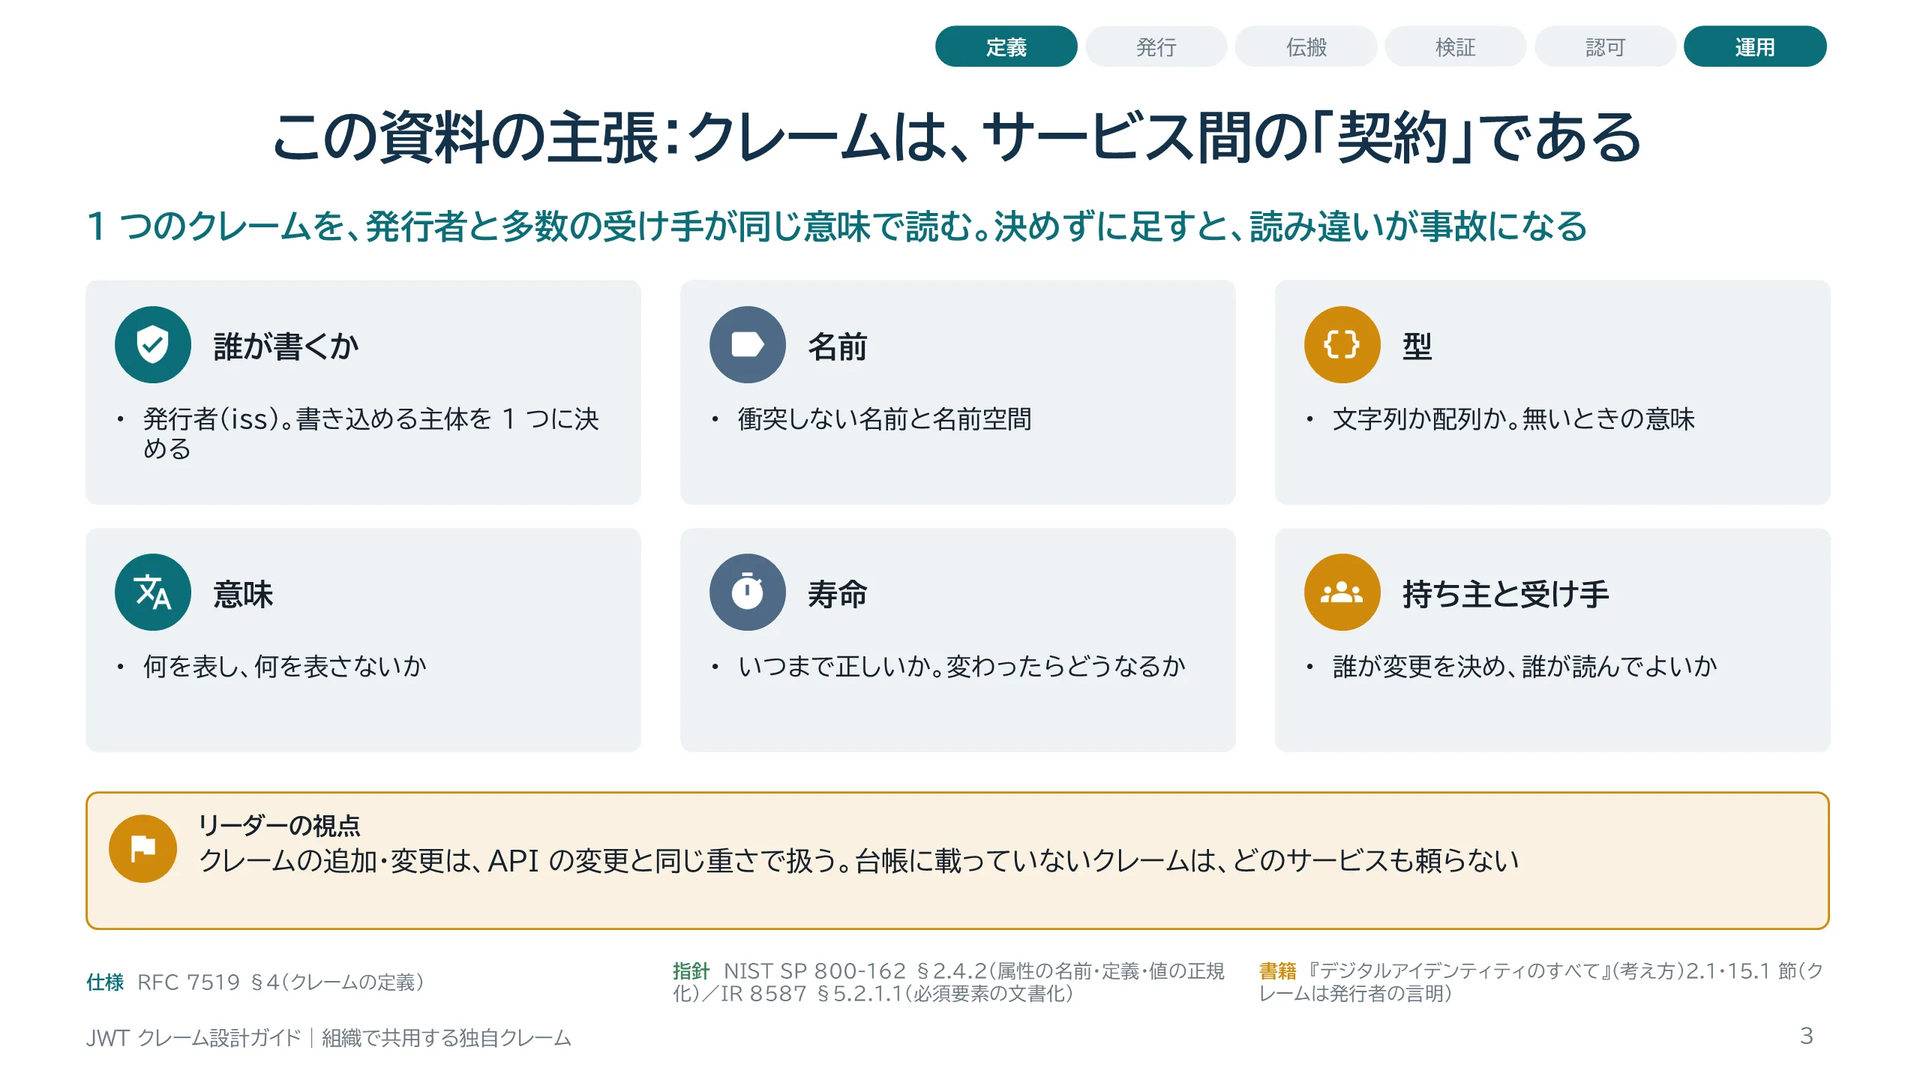 定義
発行
伝搬
検証
認可
運用
この資料の主張：クレームは、サービス間の「契約」である
1 つのクレームを、発行者と多数の受け手が同じ意味で読む。決めずに足すと、読み違いが事故になる
誰が書くか
・ 発行者（iss）。書き込める主体を 1 つに決
める
名前
・ 衝突しない名前と名前空間
型
・ 文字列か配列か。無いときの意味
意味
・ 何を表し、何を表さないか
寿命
・ いつまで正しいか。変わったらどうなるか
持ち主と受け手
・ 誰が変更を決め、誰が読んでよいか
リーダーの視点
クレームの追加・変更は、API の変更と同じ重さで扱う。台帳に載っていないクレームは、どのサービスも頼らない
仕様 RFC 7519 §4（クレームの定義）
指針 NIST SP 800-162 §2.4.2（属性の名前・定義・値の正規
化）／IR 8587 §5.2.1.1（必須要素の文書化）
書籍 『デジタルアイデンティティのすべて』（考え方）2.1・15.1 節（ク
レームは発行者の言明）
JWT クレーム設計ガイド｜組織で共用する独自クレーム
3